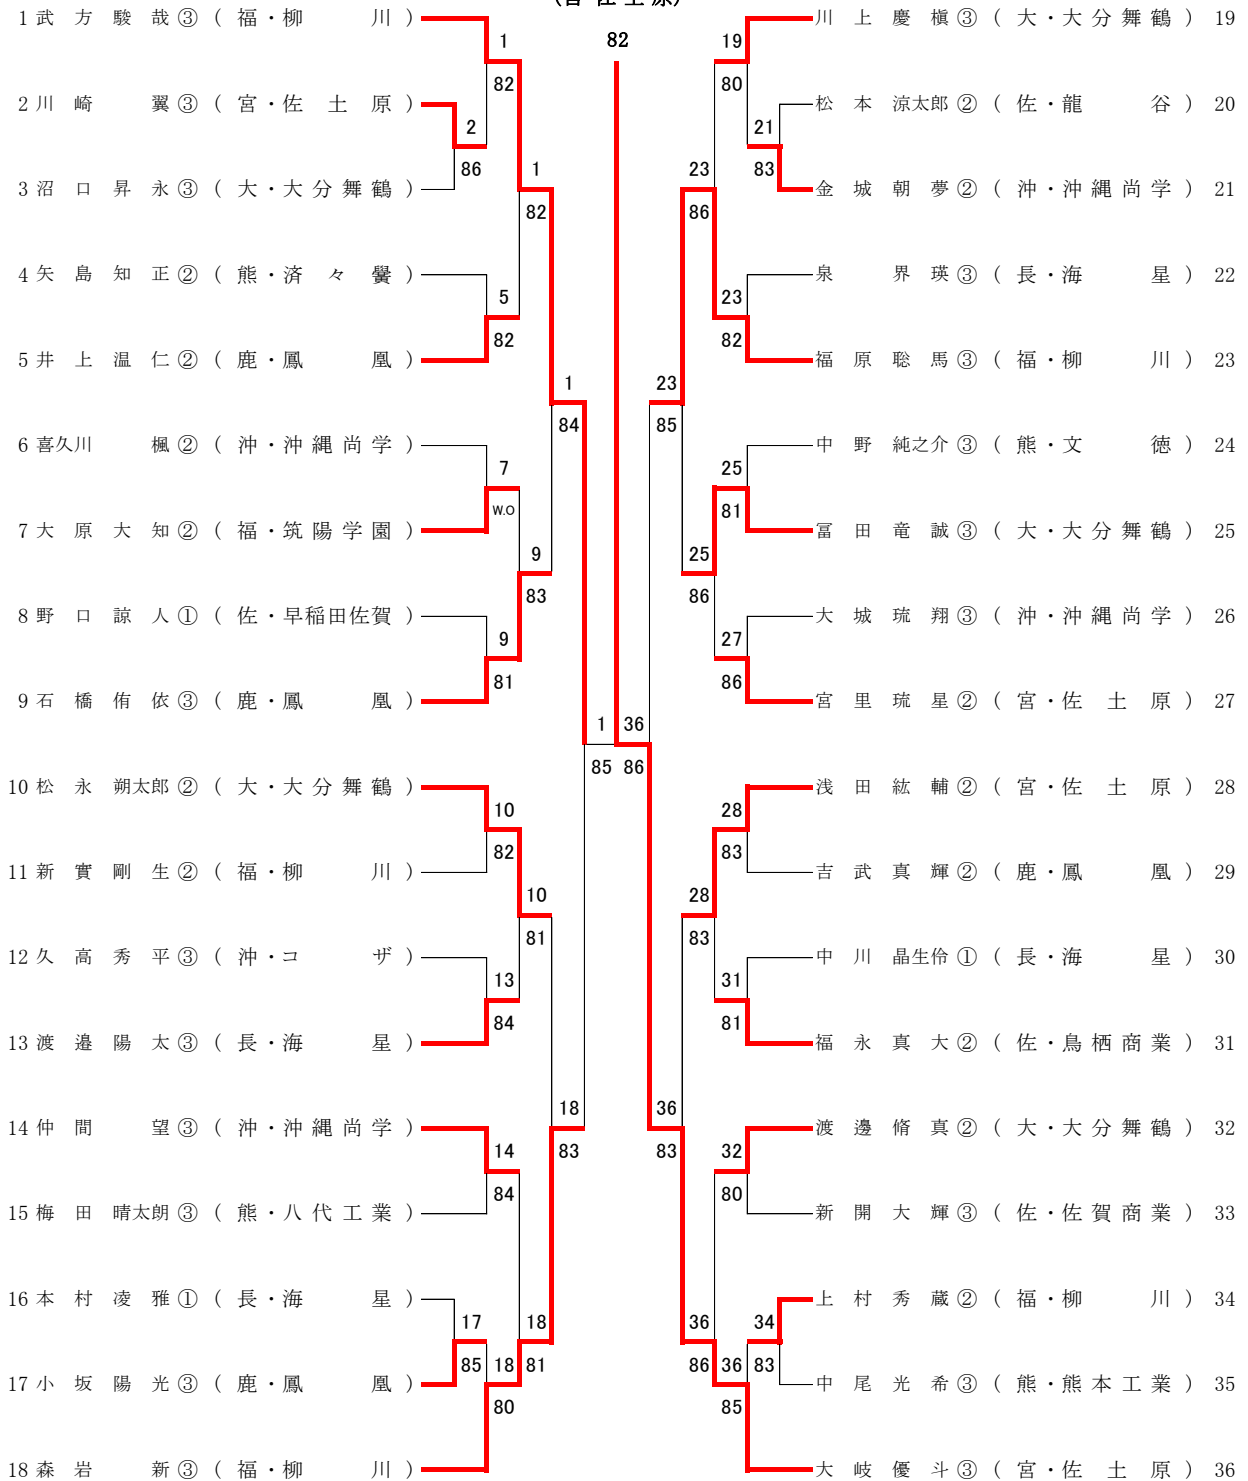 (宮・佐土原)
1 武方 駿哉 ③ (福・柳川) 川上 慶槇 ③ (大・大分舞鶴) 19
1 82 19
82 80
2 川崎 翼 ③ (宮・佐土原) 松本 涼太郎 ② (佐・龍谷) 20
2 21
86 1 23 83
3 沼口 昇永 ③ (大・大分舞鶴) 金城 朝夢 ② (沖・沖縄尚学) 21
82 86
4 矢島 知正 ② (熊・済々黌) 泉 界瑛 ③ (長・海星) 22
5 23
82 82
5 井上 温仁 ② (鹿・鳳凰) 福原 聡馬 ③ (福・柳川) 23
1 23
84 85
6 喜久川 楓 ② (沖・沖縄尚学) 中野 純之介 ③ (熊・文徳) 24
7 25
W.O 81
7 大原 大知 ② (福・筑陽学園) 冨田 竜誠 ③ (大・大分舞鶴) 25
9 25
83 86
8 野口 諒人 ① (佐・早稲田佐賀) 大城 琉翔 ③ (沖・沖縄尚学) 26
9 27
81 86
9 石橋 侑依 ③ (鹿・鳳凰) 宮里 琉星 ② (宮・佐土原) 27
1 36
85 86
10 松永 朔太郎 ② (大・大分舞鶴) 浅田 紘輔 ② (宮・佐土原) 28
10 28
82 83
11 新實 剛生 ② (福・柳川) 吉武 真輝 ② (鹿・鳳凰) 29
10 28
81 83
12 久高 秀平 ③ (沖・コザ) 中川 晶生伶 ① (長・海星) 30
13 31
84 81
13 渡邉 陽太 ③ (長・海星) 福永 真大 ② (佐・鳥栖商業) 31
18 36
14 仲間 望 ③ (沖・沖縄尚学) 渡邊 脩真 ② (大・大分舞鶴) 32
14 83 83 32
84 80
15 梅田 晴太朗 ③ (熊・八代工業) 新開 大輝 ③ (佐・佐賀商業) 33
16 本村 凌雅 ① (長・海星) 上村 秀蔵 ② (福・柳川) 34
17 18 36 34
85 18 81 86 36 83
17 小坂 陽光 ③ (鹿・鳳凰) 中尾 光希 ③ (熊・熊本工業) 35
80 85
18 森岩 新 ③ (福・柳川) 大岐 優斗 ③ (宮・佐土原) 36